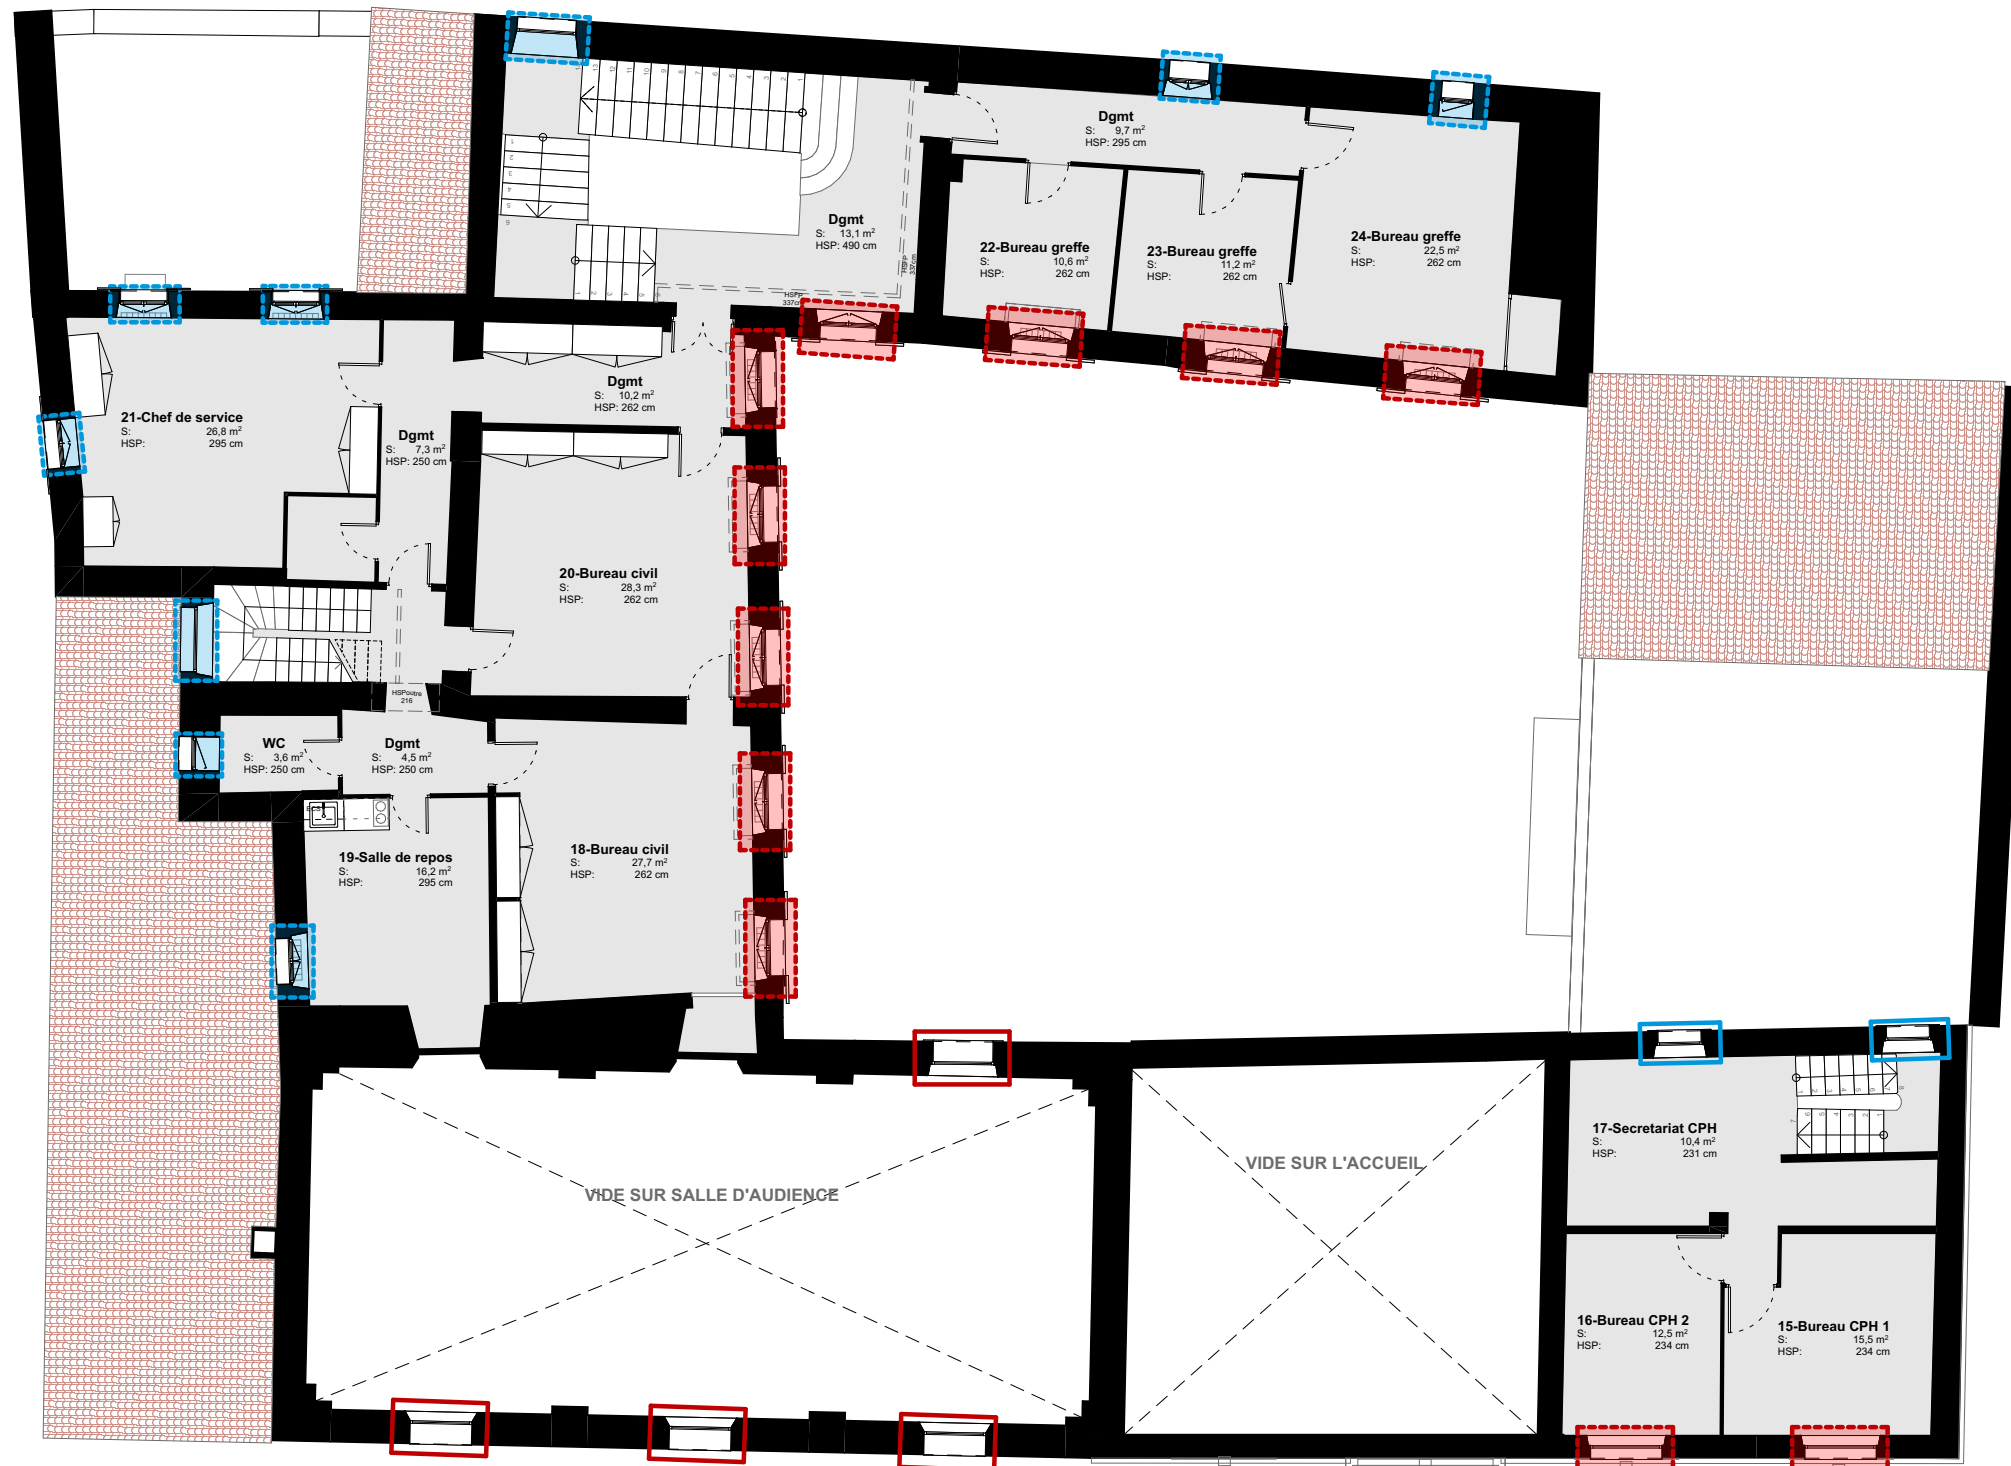 Dgmt
S: 9,7 m²
HSP: 295 cm
Dgmt
S: 13,1 m²
HSP: 490 cm
HSFP
337cm
HSFP
337cm
22-Bureau greffe
S: 10,6 m²
HSP: 262 cm
23-Bureau greffe
S: 11,2 m²
HSP: 262 cm
24-Bureau greffe
S: 22,5 m²
HSP: 262 cm
21-Chef de service
S: 26,8 m²
HSP: 295 cm
Dgmt
S: 10,2 m²
HSP: 262 cm
Dgmt
S: 7,3 m²
HSP: 250 cm
20-Bureau civil
S: 28,3 m²
HSP: 262 cm
HSPoutre
216
WC
S: 3,6 m²
HSP: 250 cm
Dgmt
S: 4,5 m²
HSP: 250 cm
ECS
19-Salle de repos
S: 16,2 m²
HSP: 295 cm
18-Bureau civil
S: 27,7 m²
HSP: 262 cm
17-Secretariat CPH
S: 10,4 m²
HSP: 231 cm
VIDE SUR L'ACCUEIL
VIDE SUR SALLE D'AUDIENCE
16-Bureau CPH 2
S: 12,5 m²
HSP: 234 cm
15-Bureau CPH 1
S: 15,5 m²
HSP: 234 cm